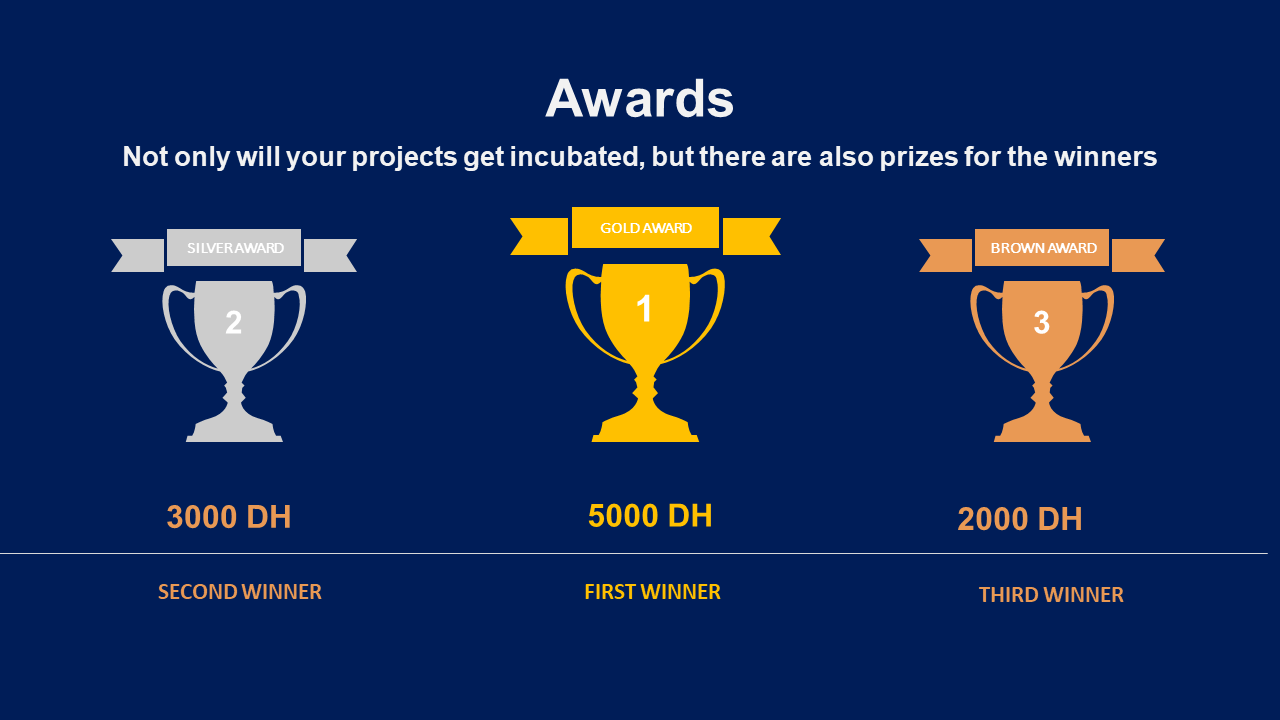 Awards
Not only will your projects get incubated, but there are also prizes for the winners
SILVER AWARD
GOLD AWARD
BROWN AWARD
2
1
3
3000 DH
5000 DH
2000 DH
SECOND WINNER
FIRST WINNER
THIRD WINNER